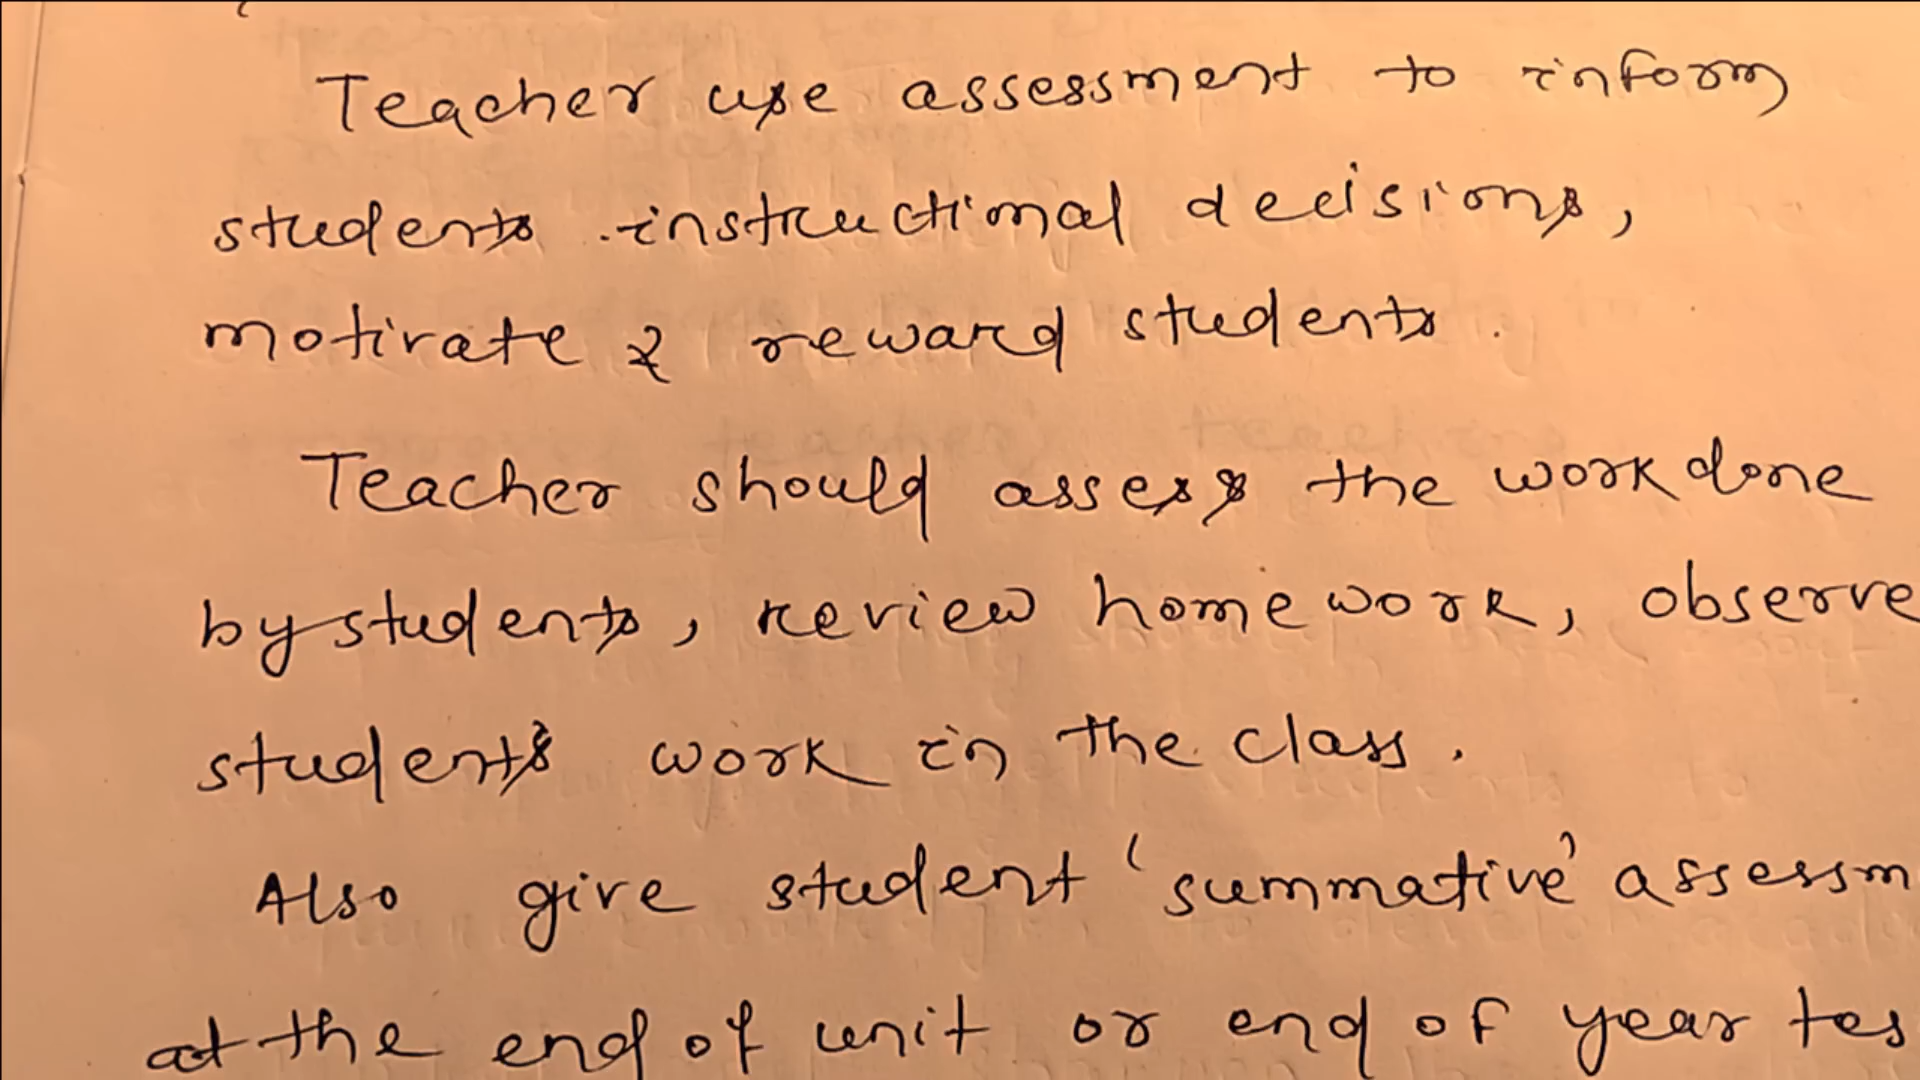 Teacher use assessment to inform
students instructional decisions,
motivate & reward students.
Teacher should assess the work done
by students, review homework, observe
student's work in the class.
Also give student 'summative' assessm
at the end of unit or end of year tes